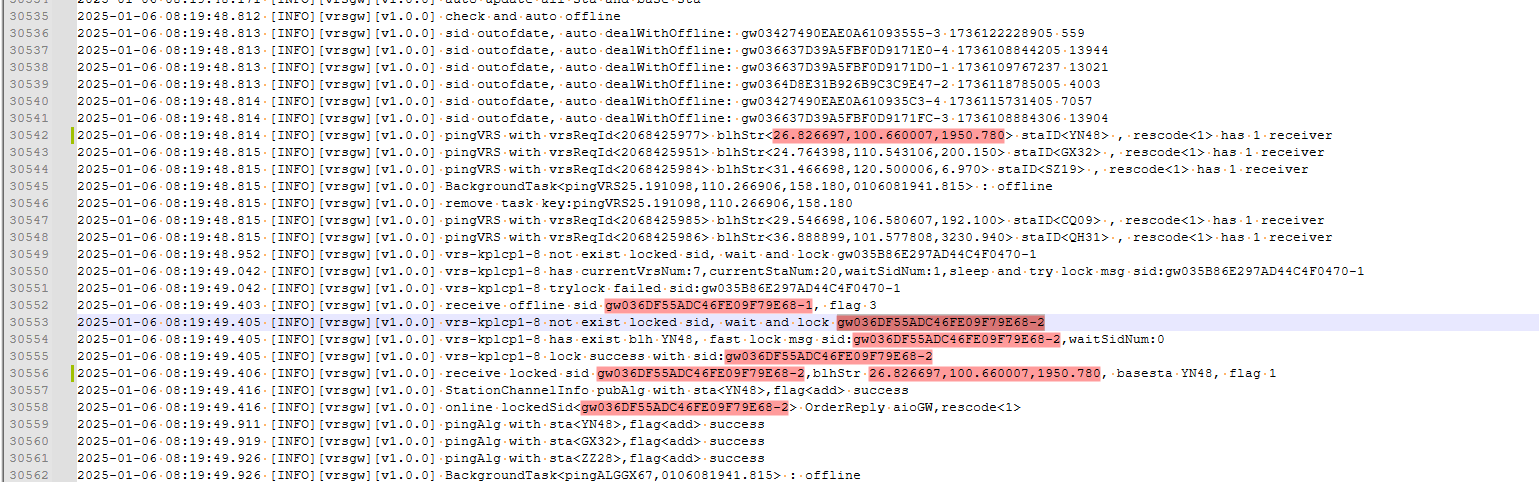 30535 2025-01-06 08:19:48.812 [INFO][vrsgw][v1.0.0] check and auto offline
30536 2025-01-06 08:19:48.813 [INFO][vrsgw][v1.0.0] sid outofdate, auto dealWithOffline: gw03427490EAE0A61093555-3 1736122228905 559
30537 2025-01-06 08:19:48.813 [INFO][vrsgw][v1.0.0] sid outofdate, auto dealWithOffline: gw036637D39A5FBF0D9171E0-4 1736108844205 13944
30538 2025-01-06 08:19:48.813 [INFO][vrsgw][v1.0.0] sid outofdate, auto dealWithOffline: gw036637D39A5FBF0D9171D0-1 1736109767237 13021
30539 2025-01-06 08:19:48.813 [INFO][vrsgw][v1.0.0] sid outofdate, auto dealWithOffline: gw0364D8E31B926B9C3C9E47-2 1736118785005 4003
30540 2025-01-06 08:19:48.814 [INFO][vrsgw][v1.0.0] sid outofdate, auto dealWithOffline: gw03427490EAE0A610935C3-4 1736115731405 7057
30541 2025-01-06 08:19:48.814 [INFO][vrsgw][v1.0.0] sid outofdate, auto dealWithOffline: gw036637D39A5FBF0D9171FC-3 1736108884306 13904
30542 2025-01-06 08:19:48.814 [INFO][vrsgw][v1.0.0] pingVRS with vrsReqId<2068425977> blhStr<26.826697,100.660007,1950.780> staID<YN48> , rescode<1> has 1 receiver
30543 2025-01-06 08:19:48.815 [INFO][vrsgw][v1.0.0] pingVRS with vrsReqId<2068425951> blhStr<24.764398,110.543106,200.150> staID<GX32> , rescode<1> has 1 receiver
30544 2025-01-06 08:19:48.815 [INFO][vrsgw][v1.0.0] pingVRS with vrsReqId<2068425984> blhStr<31.466698,120.500006,6.970> staID<SZ19> , rescode<1> has 1 receiver
30545 2025-01-06 08:19:48.815 [INFO][vrsgw][v1.0.0] BackgroundTask<pingVRS25.191098,110.266906,158.180,0106081941.815> : offline
30546 2025-01-06 08:19:48.815 [INFO][vrsgw][v1.0.0] remove task key:pingVRS25.191098,110.266906,158.180
30547 2025-01-06 08:19:48.815 [INFO][vrsgw][v1.0.0] pingVRS with vrsReqId<2068425985> blhStr<29.546698,106.580607,192.100> staID<CQ09> , rescode<1> has 1 receiver
30548 2025-01-06 08:19:48.815 [INFO][vrsgw][v1.0.0] pingVRS with vrsReqId<2068425986> blhStr<36.888899,101.577808,3230.940> staID<QH31> , rescode<1> has 1 receiver
30549 2025-01-06 08:19:48.952 [INFO][vrsgw][v1.0.0] vrs-kplcp1-8 not exist locked sid, wait and lock gw035B86E297AD44C4F0470-1
30550 2025-01-06 08:19:49.042 [INFO][vrsgw][v1.0.0] vrs-kplcp1-8 has currentVrsNum:7,currentStaNum:20,waitSidNum:1,sleep and try lock msg sid:gw035B86E297AD44C4F0470-1
30551 2025-01-06 08:19:49.042 [INFO][vrsgw][v1.0.0] vrs-kplcp1-8 trylock failed sid:gw035B86E297AD44C4F0470-1
30552 2025-01-06 08:19:49.403 [INFO][vrsgw][v1.0.0] receive offline sid gw036DF55ADC46FE09F79E68-1, flag 3
30553 2025-01-06 08:19:49.405 [INFO][vrsgw][v1.0.0] vrs-kplcp1-8 not exist locked sid, wait and lock gw036DF55ADC46FE09F79E68-2
30554 2025-01-06 08:19:49.405 [INFO][vrsgw][v1.0.0] vrs-kplcp1-8 has exist blh YN48, fast lock msg sid:gw036DF55ADC46FE09F79E68-2,waitSidNum:0
30555 2025-01-06 08:19:49.405 [INFO][vrsgw][v1.0.0] vrs-kplcp1-8 lock success with sid:gw036DF55ADC46FE09F79E68-2
30556 2025-01-06 08:19:49.406 [INFO][vrsgw][v1.0.0] receive locked sid gw036DF55ADC46FE09F79E68-2,blhStr 26.826697,100.660007,1950.780, basesta YN48, flag 1
30557 2025-01-06 08:19:49.416 [INFO][vrsgw][v1.0.0] StationChannelInfo pubAlg with sta<YN48>,flag<add> success
30558 2025-01-06 08:19:49.416 [INFO][vrsgw][v1.0.0] online lockedSid<gw036DF55ADC46FE09F79E68-2> OrderReply aioGW,rescode<1>
30559 2025-01-06 08:19:49.911 [INFO][vrsgw][v1.0.0] pingAlg with sta<YN48>,flag<add> success
30560 2025-01-06 08:19:49.919 [INFO][vrsgw][v1.0.0] pingAlg with sta<GX32>,flag<add> success
30561 2025-01-06 08:19:49.926 [INFO][vrsgw][v1.0.0] pingAlg with sta<ZZ28>,flag<add> success
30562 2025-01-06 08:19:49.926 [INFO][vrsgw][v1.0.0] BackgroundTask<pingALGGX67,0106081941.815> : offline